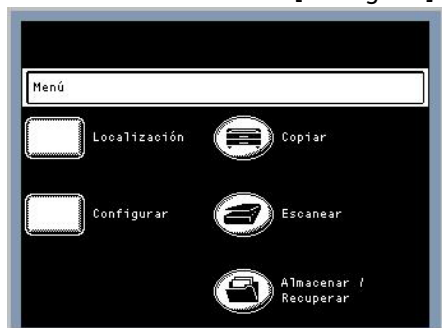 Menú
Localización Copiar
Configurar Escanear
Almacenar /
Recuperar